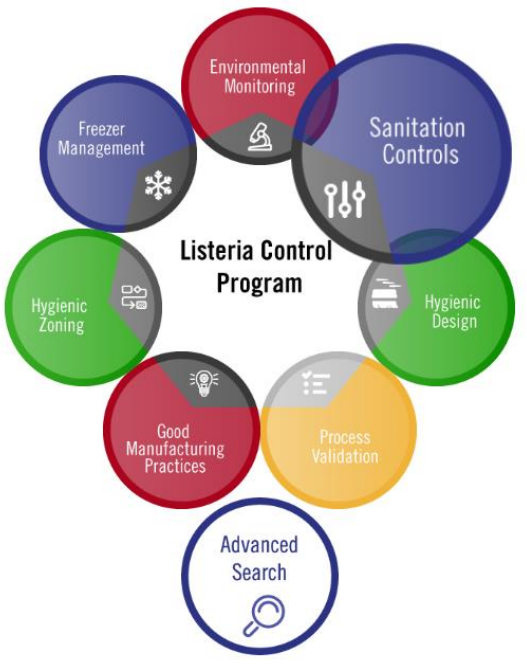 Environmental
Monitoring
Sanitation
Controls
Freezer
Management
Listeria Control
Program
Hygienic
Zoning
Hygienic
Design
Good
Manufacturing
Practices
Process
Validation
Advanced
Search